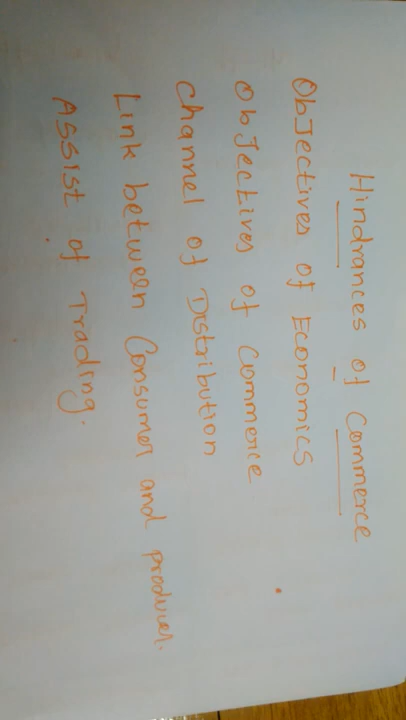 Hindrances of Commerce
Objectives of Economics
Objectives of Commerce
Channel of Distribution
Link between Consumer and producer.
Assist of Trading.